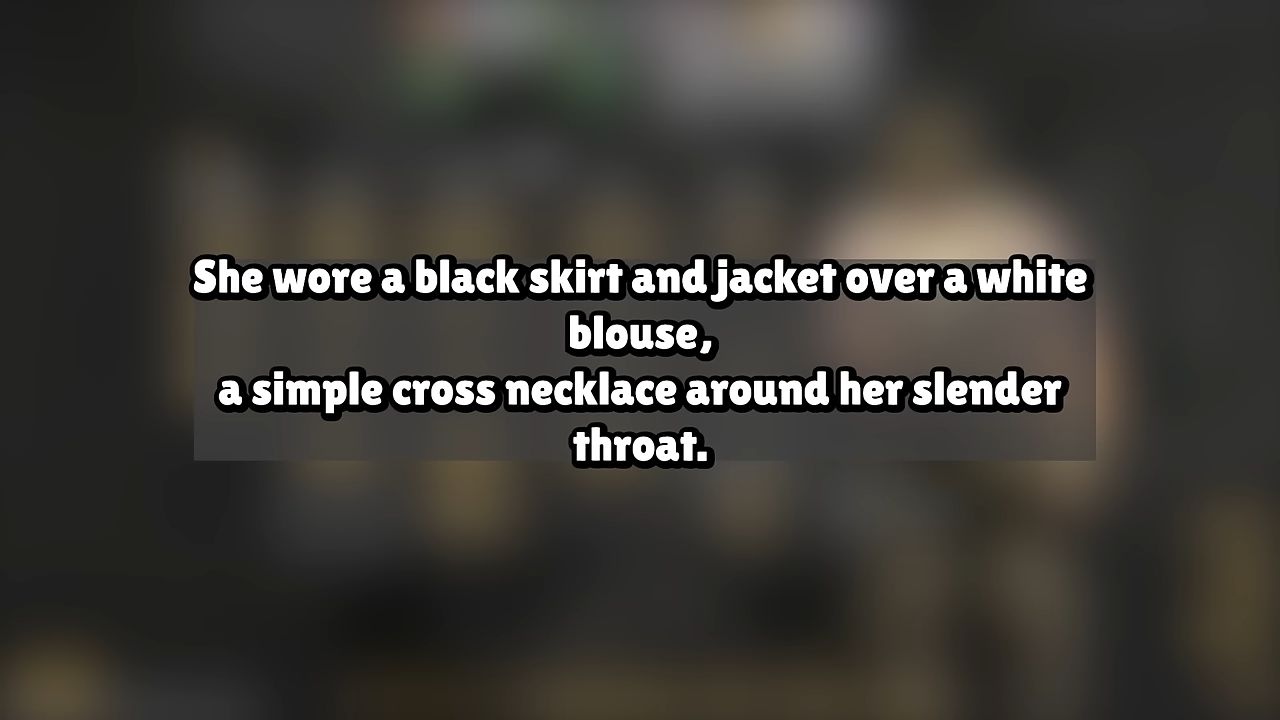 She wore a black skirt and jacket over a white
blouse,
a simple cross necklace around her slender
throat.